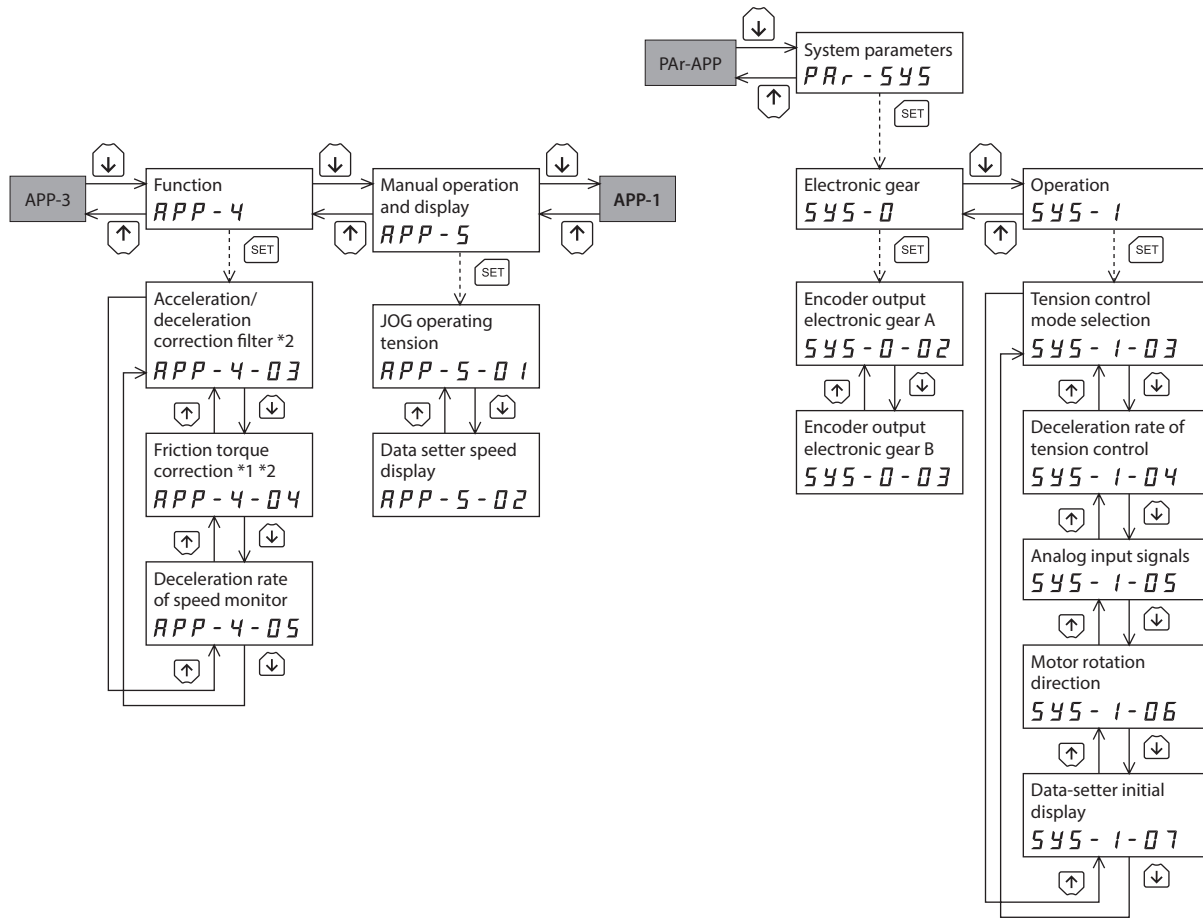 PAr-APP
System parameters
PAr-SYS
SET
APP-3
Function
APP-4
Manual operation
and display
APP-5
APP-1
SET
SET
Acceleration/
deceleration
correction filter *2
APP-4-03
Friction torque
correction *1 *2
APP-4-04
Deceleration rate
of speed monitor
APP-4-05
JOG operating
tension
APP-5-01
Data setter speed
display
APP-5-02
Electronic gear
SYS-0
Operation
SYS-1
SET
SET
Encoder output
electronic gear A
SYS-0-02
Encoder output
electronic gear B
SYS-0-03
Tension control
mode selection
SYS-1-03
Deceleration rate of
tension control
SYS-1-04
Analog input signals
SYS-1-05
Motor rotation
direction
SYS-1-06
Data-setter initial
display
SYS-1-07